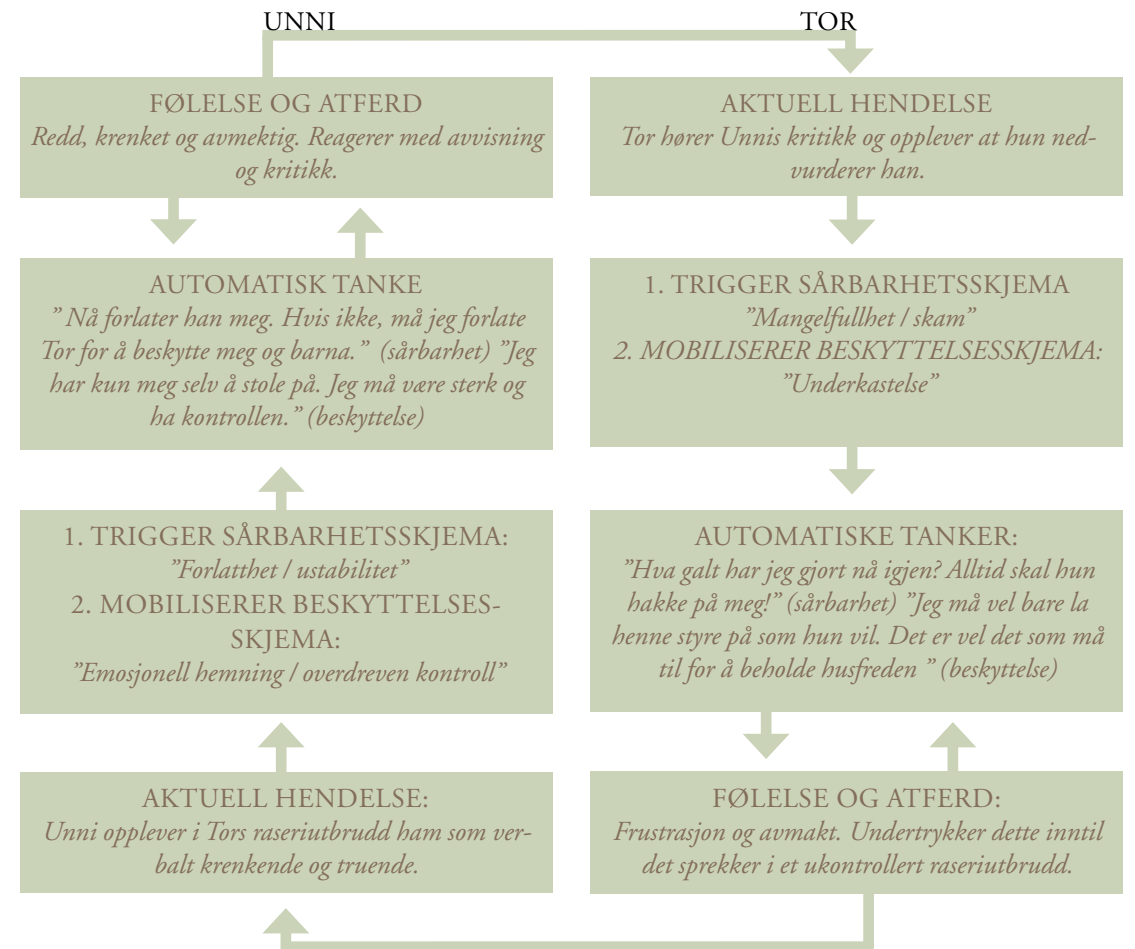 UNNI
TOR
FØLELSE OG ATFERD
Redd, krenket og avmektig. Reagerer med avvisning
og kritikk.
AUTOMATISK TANKE
” Nå forlater han meg. Hvis ikke, må jeg forlate
Tor for å beskytte meg og barna.” (sårbarhet) ”Jeg
har kun meg selv å stole på. Jeg må være sterk og
ha kontrollen.” (beskyttelse)
1. TRIGGER SÅRBARHETSSKJEMA:
”Forlatthet / ustabilitet”
2. MOBILISERER BESKYTTELSES-
SKJEMA:
”Emosjonell hemning / overdreven kontroll”
AKTUELL HENDELSE:
Unni opplever i Tors raseriutbrudd ham som ver-
balt krenkende og truende.
AKTUELL HENDELSE
Tor hører Unnis kritikk og opplever at hun ned-
vurderer han.
1. TRIGGER SÅRBARHETSSKJEMA
”Mangelfullhet / skam”
2. MOBILISERER BESKYTTELSESSKJEMA:
”Underkastelse”
AUTOMATISKE TANKER:
”Hva galt har jeg gjort nå igjen? Alltid skal hun
hakke på meg!” (sårbarhet) ”Jeg må vel bare la
henne styre på som hun vil. Det er vel det som må
til for å beholde husfreden ” (beskyttelse)
FØLELSE OG ATFERD:
Frustrasjon og avmakt. Undertrykker dette inntil
det sprekker i et ukontrollert raseriutbrudd.